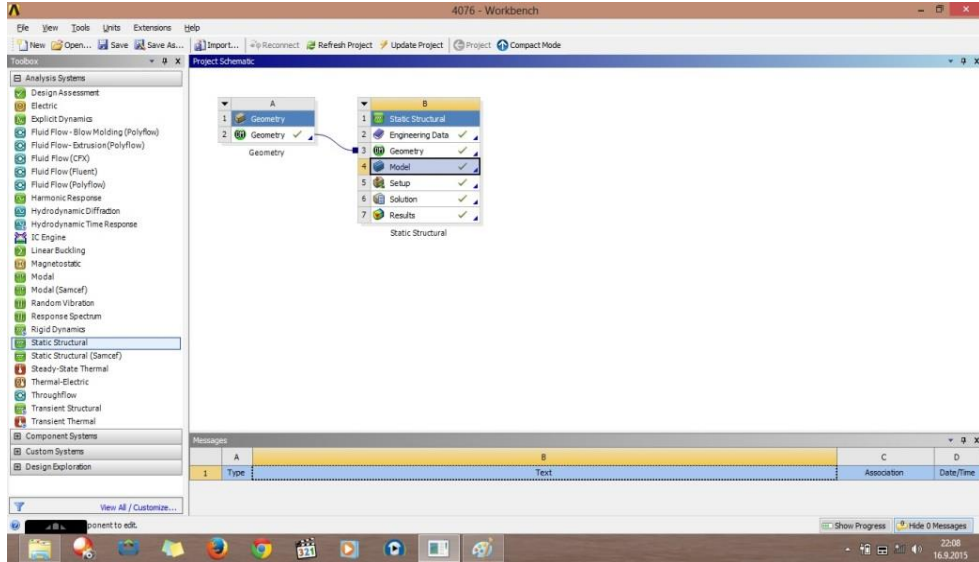 4076 - Workbench
File View Tools Units Extensions Help
New Open... Save Save As... Import... Reconnect Refresh Project Update Project Project Compact Mode
Toolbox
Analysis Systems
Design Assessment
Electric
Explicit Dynamics
Fluid Flow - Blow Molding (Polyflow)
Fluid Flow - Extrusion(Polyflow)
Fluid Flow (CFX)
Fluid Flow (Fluent)
Fluid Flow (Polyflow)
Harmonic Response
Hydrodynamic Diffraction
Hydrodynamic Time Response
IC Engine
Linear Buckling
Magnetostatic
Modal
Modal (Samcef)
Random Vibration
Response Spectrum
Rigid Dynamics
Static Structural
Static Structural (Samcef)
Steady-State Thermal
Thermal-Electric
Throughflow
Transient Structural
Transient Thermal
Component Systems
Custom Systems
Design Exploration
View All / Customize...
Project Schematic
A
1 Geometry
2 Geometry
Geometry
B
1 Static Structural
2 Engineering Data
3 Geometry
4 Model
5 Setup
6 Solution
7 Results
Static Structural
Messages
A B C D
1 Type Text Association Date/Time
ponent to edit.
Show Progress Hide 0 Messages
321
22:08
16.9.2015